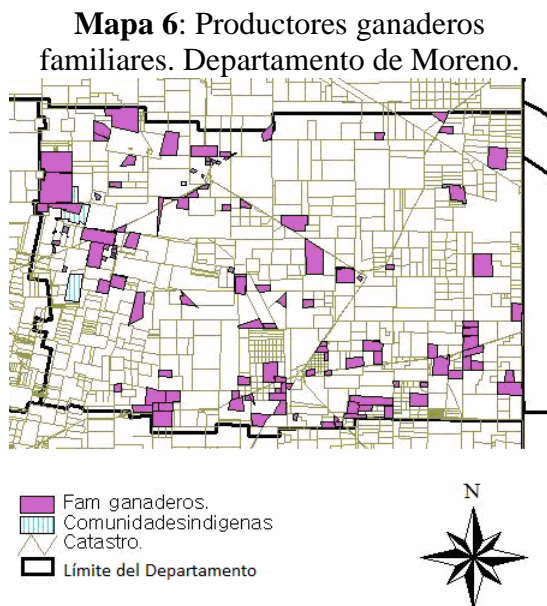 Mapa 6: Productores ganaderos
familiares. Departamento de Moreno.
Fam ganaderos.
Comunidadesindigenas
Catastro.
Límite del Departamento
N